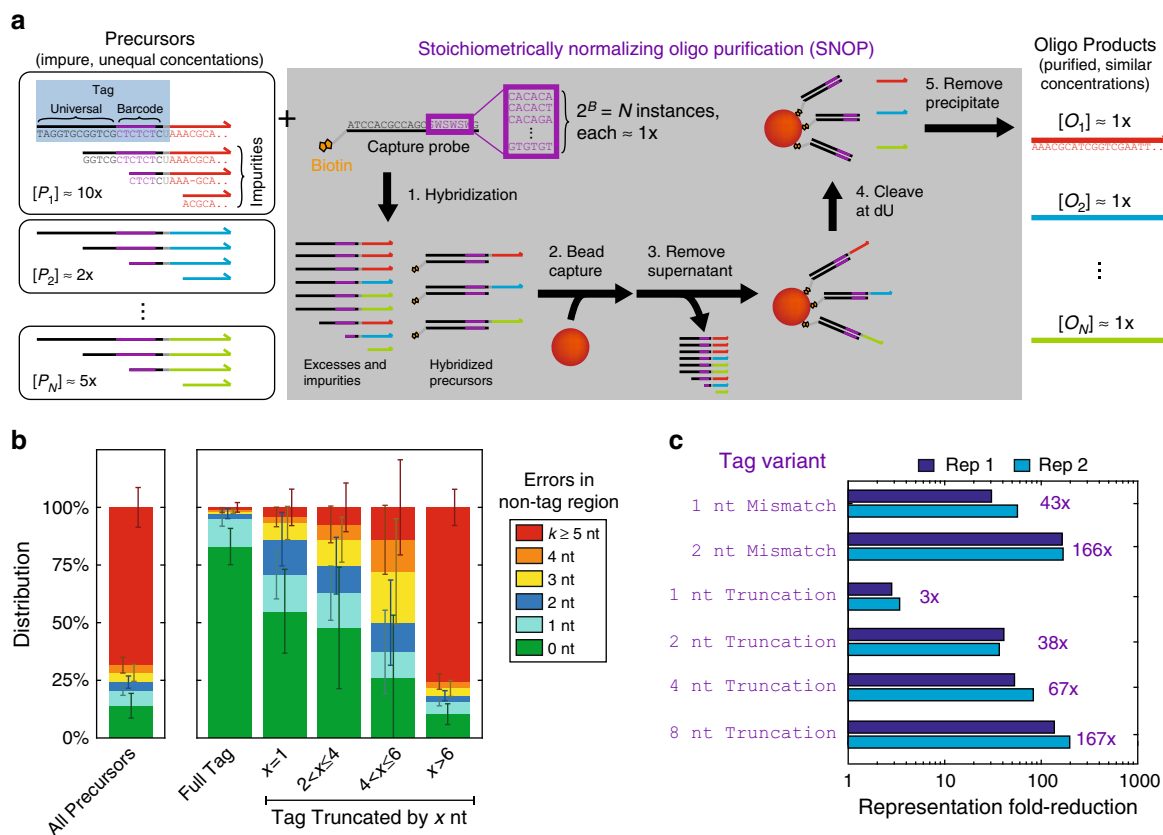 a
Precursors
(impure, unequal concentations)
Tag
Universal Barcode
TAGGTGCGGTCGCTCTCTCUAAACGCA..
GGTCGCTCTCTCUAAACGCA..
CTCTCUAAA-GCA..
ACGCA..
Impurities
[P1] ≈ 10x
[P2] ≈ 2x
⋮
[PN] ≈ 5x
+
Stoichiometrically normalizing oligo purification (SNOP)
ATCCACGCCAGCSWSWSWG
Capture probe
Biotin
CACACA
CACACT
CACAGA
⋮
GTGTGT
2^B = N instances,
each ≈ 1x
1. Hybridization
Excesses and
impurities
Hybridized
precursors
2. Bead
capture
3. Remove
supernatant
4. Cleave
at dU
5. Remove
precipitate
Oligo Products
(purified, similar
concentrations)
[O1] ≈ 1x
AAACGCATCGGTCGAATT..
[O2] ≈ 1x
⋮
[ON] ≈ 1x
b
Distribution
100%
75%
50%
25%
0%
All Precursors
Full Tag
x=1
2<x≤4
4<x≤6
x>6
Tag Truncated by x nt
Errors in
non-tag region
k ≥ 5 nt
4 nt
3 nt
2 nt
1 nt
0 nt
c
Tag variant
Rep 1 Rep 2
1 nt Mismatch 43x
2 nt Mismatch 166x
1 nt Truncation 3x
2 nt Truncation 38x
4 nt Truncation 67x
8 nt Truncation 167x
1 10 100 1000
Representation fold-reduction